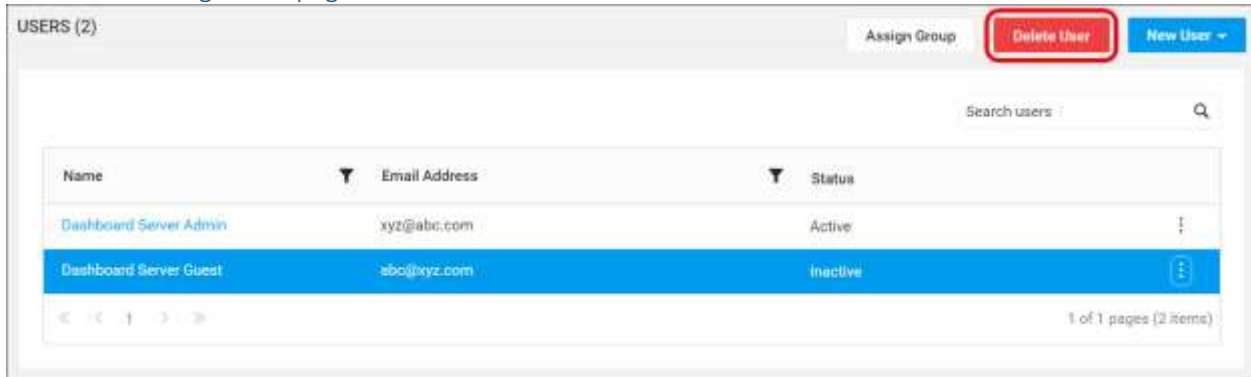 USERS (2)
Assign Group
Delete User
New User
Search users
Name
Email Address
Status
Dashboard Server Admin
xyz@abc.com
Active
Dashboard Server Guest
abc@xyz.com
Inactive
« < 1 > »
1 of 1 pages (2 items)